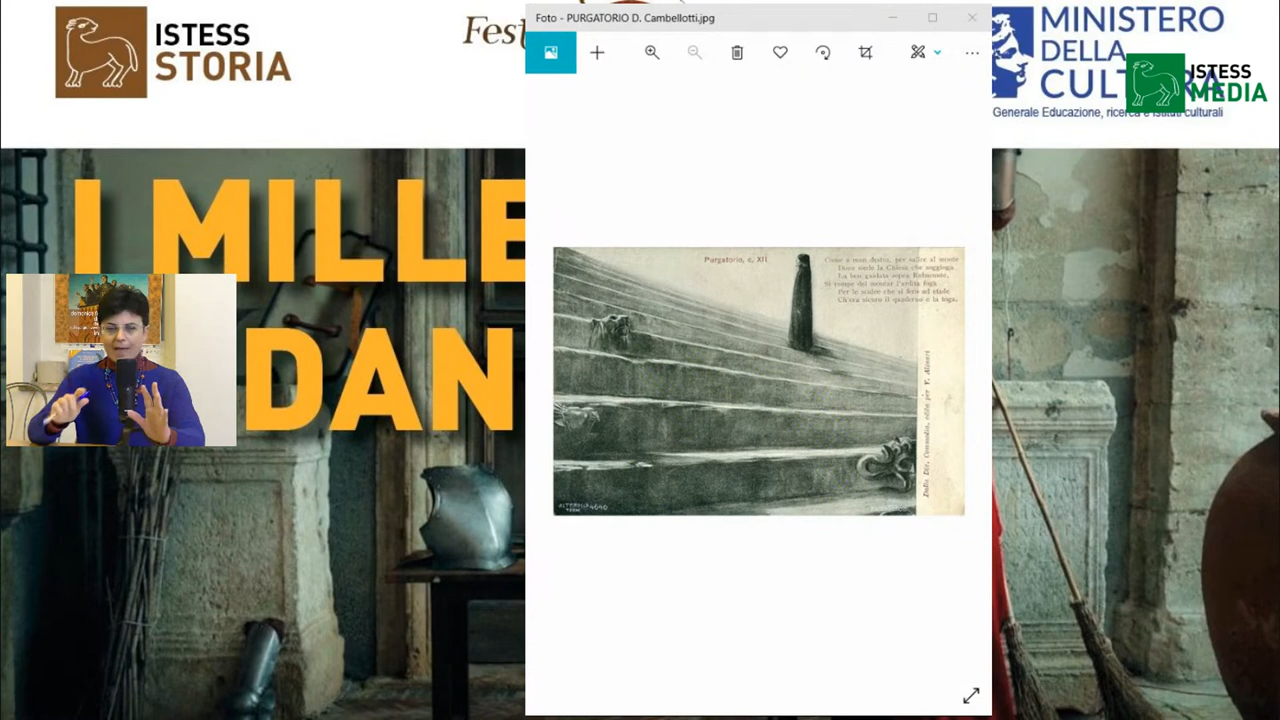 ISTESS
STORIA
Fest
Foto - PURGATORIO D. Cambellotti.jpg
MINISTERO
DELLA
CULTURA
Generale Educazione, ricerca e istituti culturali
ISTESS
MEDIA
I MILLE
DAN
Purgatorio, c. XII
Come a man destra, per salire al monte
Dove siede la Chiesa che soggioga
La ben guidata sopra Rubaconte,
Si rompe del montar l'ardita foga
Per le scalee che si fero ad etade
Ch'era sicuro il quaderno e la toga.
Dalla Div. Commedia, edita per V. Alinari